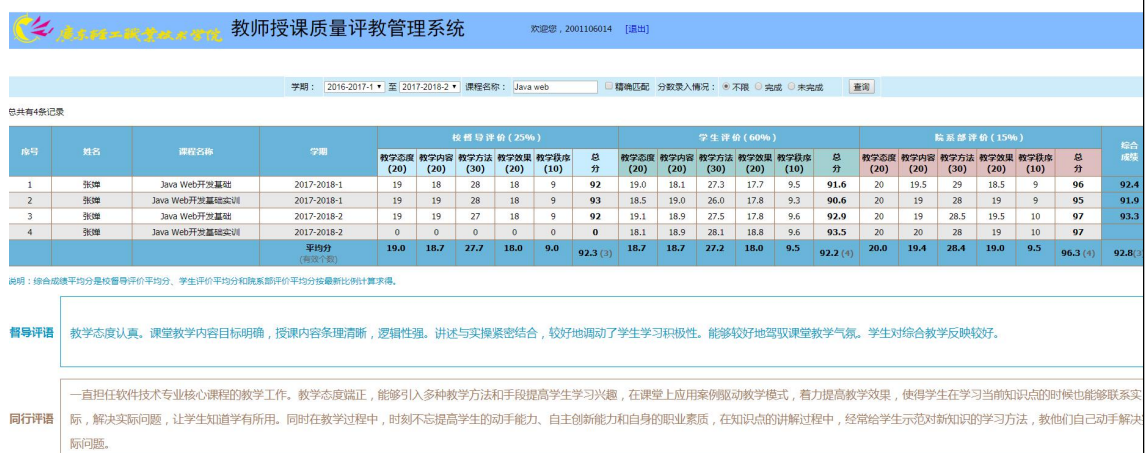 广东轻工职业技术学院 教师授课质量评教管理系统 欢迎您，2001106014 [退出]
学期： 2016-2017-1 至 2017-2018-2 课程名称： Java web 精确匹配 分数录入情况： 不限 完成 未完成 查询
总共有4条记录
序号 姓名 课程名称 学期 校督导评价(25%) 学生评价(60%) 院系部评价(15%) 综合成绩
教学态度(20) 教学内容(20) 教学方法(30) 教学效果(20) 教学秩序(10) 总分 教学态度(20) 教学内容(20) 教学方法(30) 教学效果(20) 教学秩序(10) 总分 教学态度(20) 教学内容(20) 教学方法(30) 教学效果(20) 教学秩序(10) 总分
1 张婵 Java Web开发基础 2017-2018-1 19 18 28 18 9 92 19.0 18.1 27.3 17.7 9.5 91.6 20 19.5 29 18.5 9 96 92.4
2 张婵 Java Web开发基础实训 2017-2018-1 19 19 28 18 9 93 18.5 19.0 26.0 17.8 9.3 90.6 20 19 28 19 9 95 91.9
3 张婵 Java Web开发基础 2017-2018-2 19 19 27 18 9 92 19.1 18.9 27.5 17.8 9.6 92.9 20 19 28.5 19.5 10 97 93.3
4 张婵 Java Web开发基础实训 2017-2018-2 0 0 0 0 0 0 18.1 18.9 28.1 18.8 9.6 93.5 20 20 28 19 10 97
平均分 (有效个数) 19.0 18.7 27.7 18.0 9.0 92.3 (3) 18.7 18.7 27.2 18.0 9.5 92.2 (4) 20.0 19.4 28.4 19.0 9.5 96.3 (4) 92.8(3
说明：综合成绩平均分是校督导评价平均分、学生评价平均分和院系部评价平均分按最新比例计算求得。
督导评语 教学态度认真。课堂教学内容目标明确，授课内容条理清晰，逻辑性强。讲述与实操紧密结合，较好地调动了学生学习积极性。能够较好地驾驭课堂教学气氛。学生对综合教学反映较好。
一直担任软件技术专业核心课程的教学工作。教学态度端正，能够引入多种教学方法和手段提高学生学习兴趣，在课堂上应用案例驱动教学模式，着力提高教学效果，使得学生在学习当前知识点的时候也能够联系实
同行评语 际，解决实际问题，让学生知道学有所用。同时在教学过程中，时刻不忘提高学生的动手能力、自主创新能力和自身的职业素质，在知识点的讲解过程中，经常给学生示范对新知识的学习方法，教他们自己动手解决
际问题。